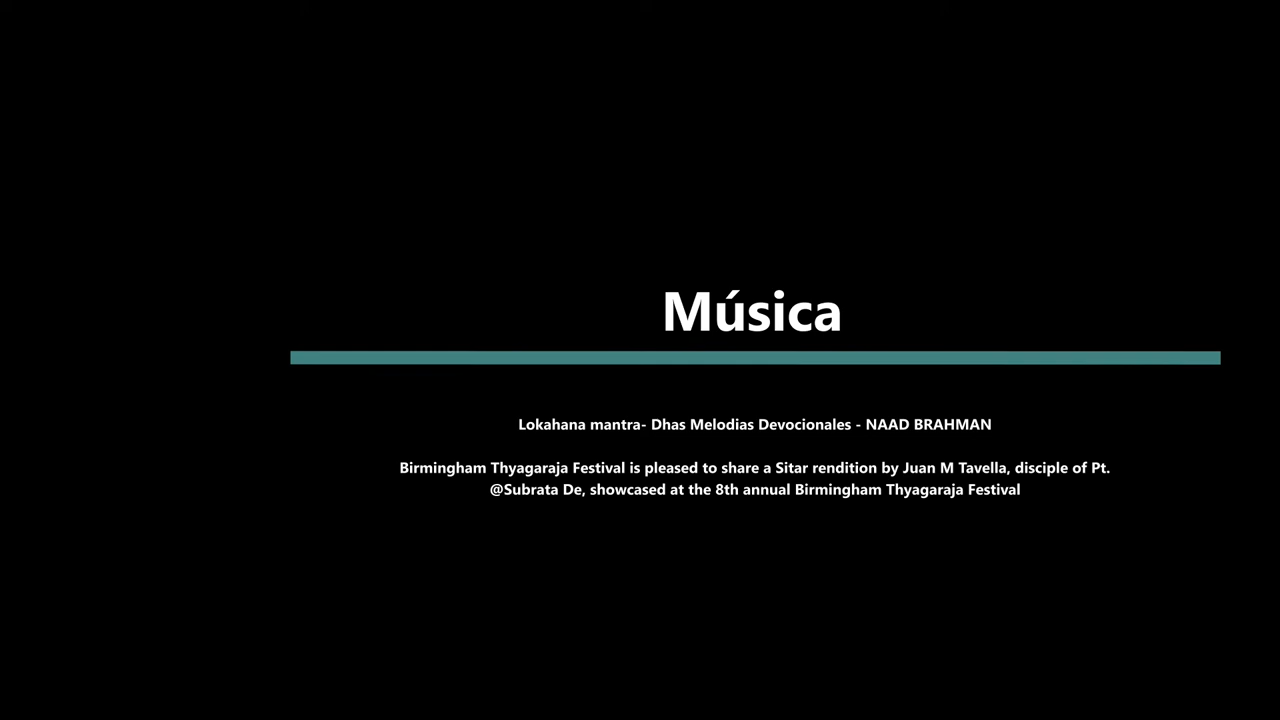 Música
Lokahana mantra- Dhas Melodias Devocionales - NAAD BRAHMAN
Birmingham Thyagaraja Festival is pleased to share a Sitar rendition by Juan M Tavella, disciple of Pt.
@Subrata De, showcased at the 8th annual Birmingham Thyagaraja Festival